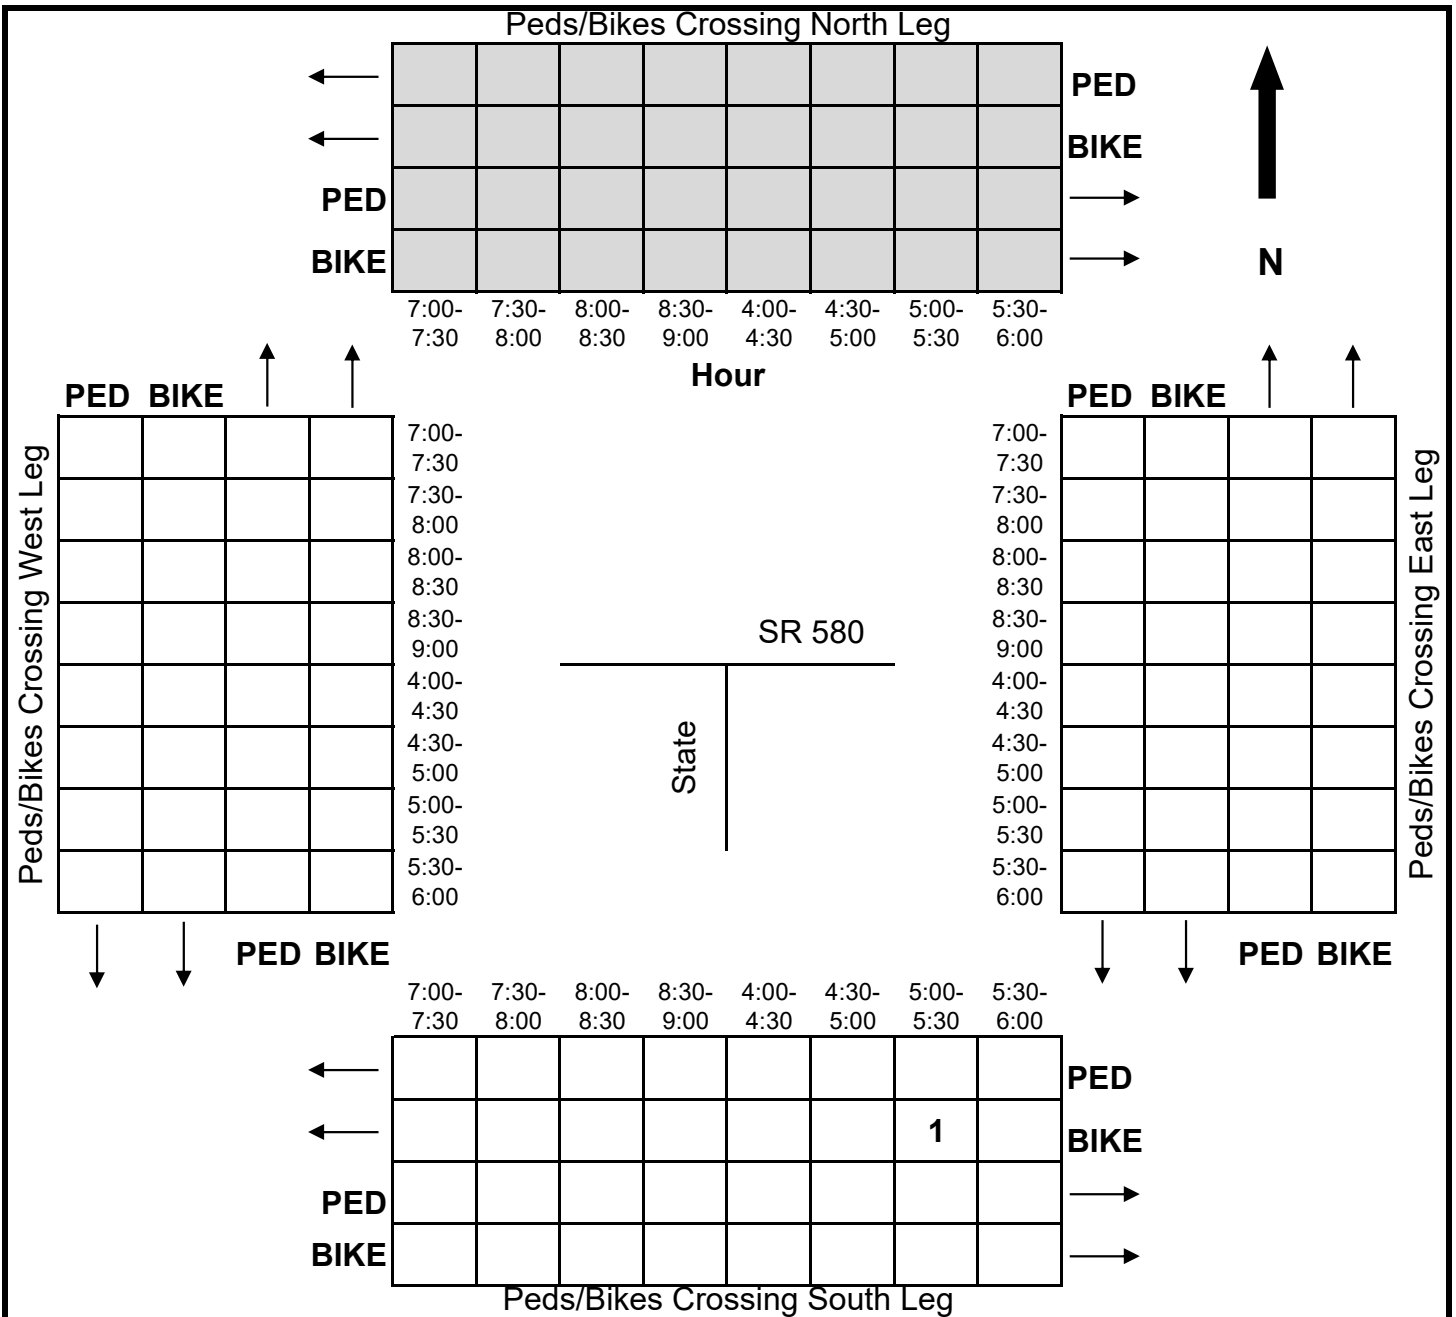 Peds/Bikes Crossing North Leg
PED
BIKE
PED
BIKE
N
7:00- 7:30- 8:00- 8:30- 4:00- 4:30- 5:00- 5:30-
7:30 8:00 8:30 9:00 4:30 5:00 5:30 6:00
Hour
PED BIKE
PED BIKE
Peds/Bikes Crossing West Leg
7:00-
7:30
7:30-
8:00
8:00-
8:30
8:30-
9:00
4:00-
4:30
4:30-
5:00
5:00-
5:30
5:30-
6:00
SR 580
State
7:00-
7:30
7:30-
8:00
8:00-
8:30
8:30-
9:00
4:00-
4:30
4:30-
5:00
5:00-
5:30
5:30-
6:00
Peds/Bikes Crossing East Leg
PED BIKE
PED BIKE
7:00- 7:30- 8:00- 8:30- 4:00- 4:30- 5:00- 5:30-
7:30 8:00 8:30 9:00 4:30 5:00 5:30 6:00
PED
1
BIKE
PED
BIKE
Peds/Bikes Crossing South Leg